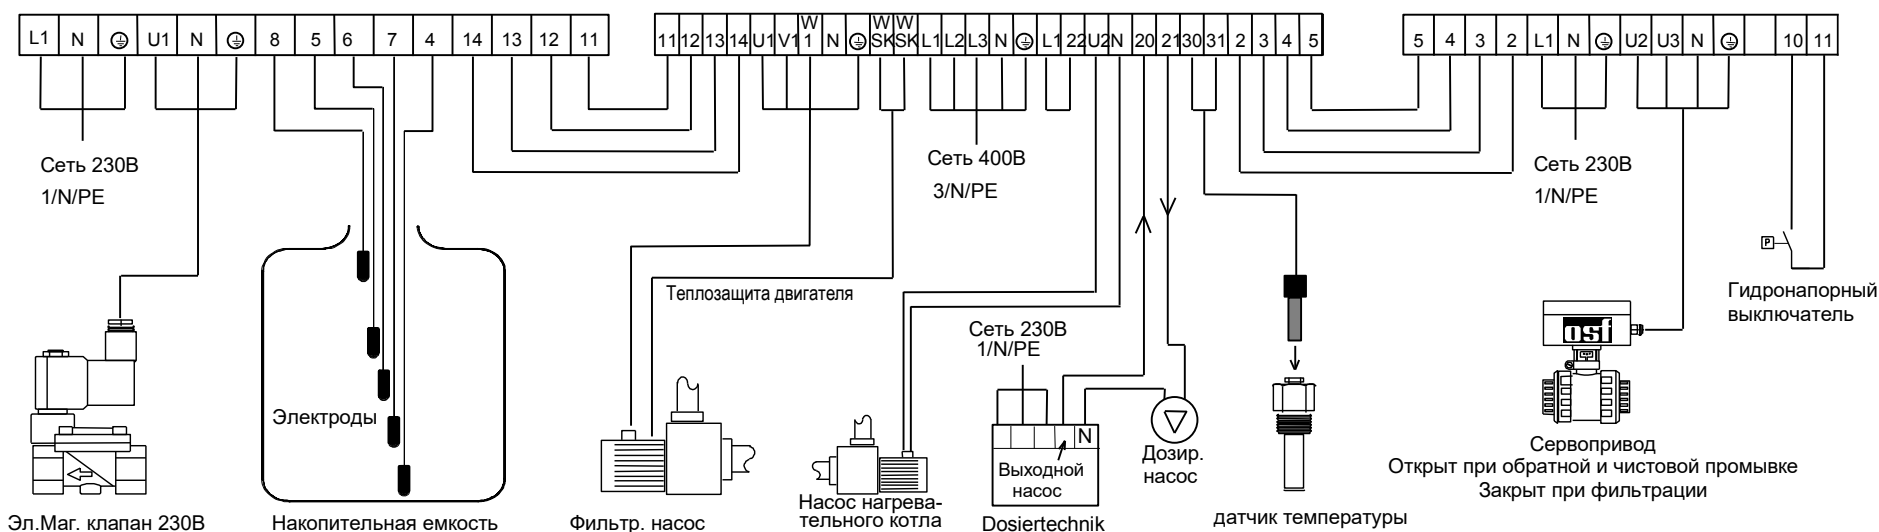 L1 N U1 N 8 5 6 7 4 14 13 12 11
W W W
11 12 13 14 U1 V1 1 N SK SK L1 L2 L3 N L1 22 U2 N 20 21 30 31 2 3 4 5
5 4 3 2 L1 N U2 U3 N 10 11
Сеть 230В
1/N/PE
Сеть 400В
3/N/PE
Сеть 230В
1/N/PE
P
Теплозащита двигателя
Гидронапорный
выключатель
Сеть 230В
1/N/PE
osf
Электроды
N
Выходной
насос
Дозир.
насос
Сервопривод
Открыт при обратной и чистовой промывке
Закрыт при фильтрации
Эл.Маг. клапан 230В
Накопительная емкость
Фильтр. насос
Насос нагрева-
тельного котла
Dosiertechnik
датчик температуры